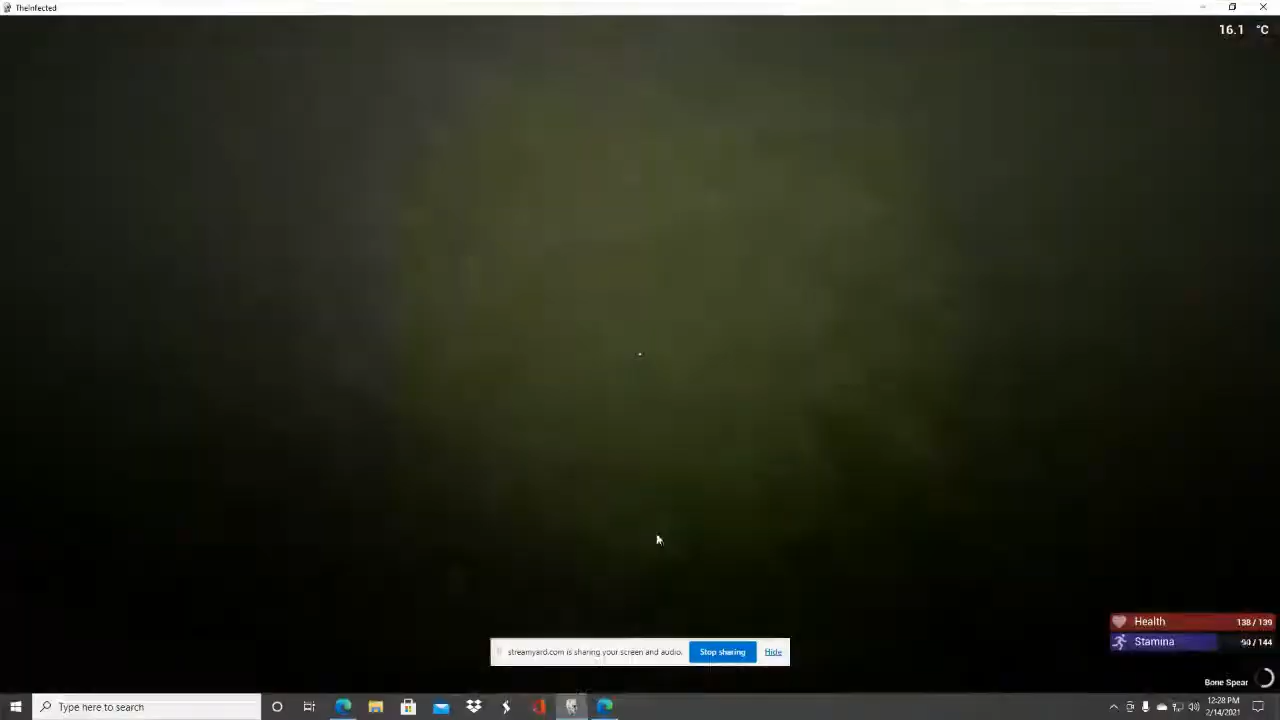 TheInfected
16.1 °C
Health 138 / 139
Stamina 90 / 144
streamyard.com is sharing your screen and audio. Stop sharing Hide
Bone Spear
Type here to search
12:28 PM
2/14/2021